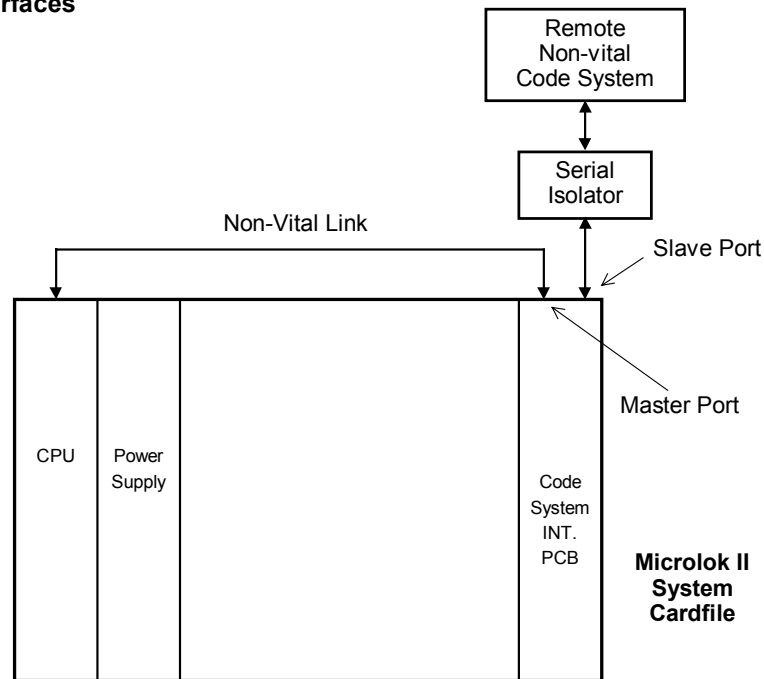 rfaces
Remote
Non-vital
Code System
Serial
Isolator
Non-Vital Link
Slave Port
Master Port
CPU
Power
Supply
Code
System
INT.
PCB
Microlok II
System
Cardfile